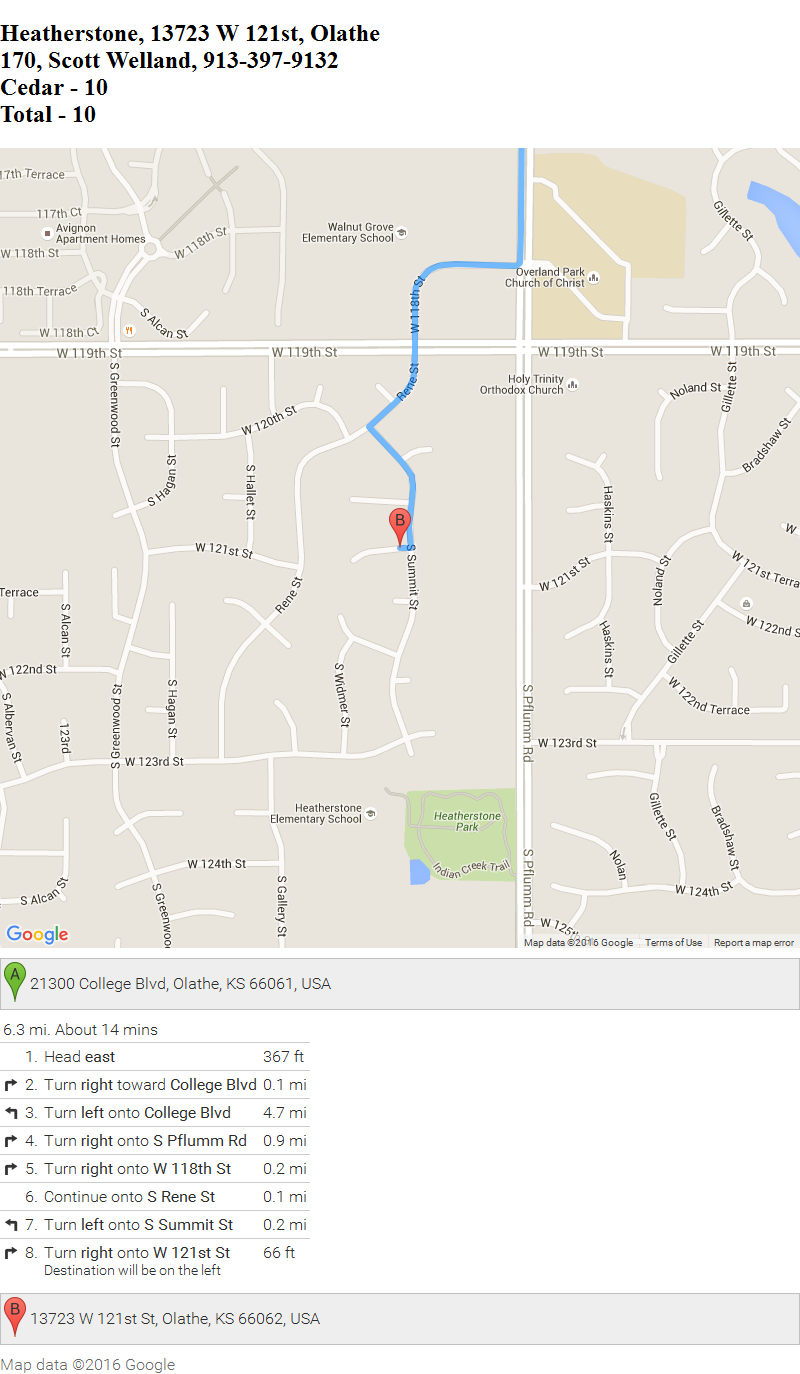 Heatherstone, 13723 W 121st, Olathe
170, Scott Welland, 913-397-9132
Cedar - 10
Total - 10
17th Terrace
117th Ct
Avignon
Apartment Homes
W 118th St
W 118th St
118th Terrace
W 118th Ct
S Alcan St
Walnut Grove
Elementary School
W 118th St
Overland Park
Church of Christ
Gillette St
W 119th St
W 119th St
W 119th St
W 119th St
S Greenwood St
Rene St
Holy Trinity
Orthodox Church
Noland St
Gillette St
Bradshaw St
W 120th St
S Hagan St
S Hallet St
Haskins St
W 121st St
S Summit St
W 121st St
Noland St
W 121st Terra
W
Terrace
S Alcan St
Rene St
Haskins St
Gillette St
W 122nd S
W 122nd St
S Albervan St
123rd
S Greenwood St
S Hagan St
S Widmer St
S Pflumm Rd
W 122nd Terrace
W 123rd St
W 123rd St
Heatherstone
Elementary School
Heatherstone
Park
Indian Creek Trail
Gillette St
Bradshaw St
Nolan
W 124th St
S Alcan St
S Greenwoo
S Gallery St
S Pflumm Rd
W 124th St
W 125th
Google
Map data ©2016 Google Terms of Use Report a map error
A 21300 College Blvd, Olathe, KS 66061, USA
6.3 mi. About 14 mins
1. Head east 367 ft
2. Turn right toward College Blvd 0.1 mi
3. Turn left onto College Blvd 4.7 mi
4. Turn right onto S Pflumm Rd 0.9 mi
5. Turn right onto W 118th St 0.2 mi
6. Continue onto S Rene St 0.1 mi
7. Turn left onto S Summit St 0.2 mi
8. Turn right onto W 121st St 66 ft
Destination will be on the left
B 13723 W 121st St, Olathe, KS 66062, USA
Map data ©2016 Google
B